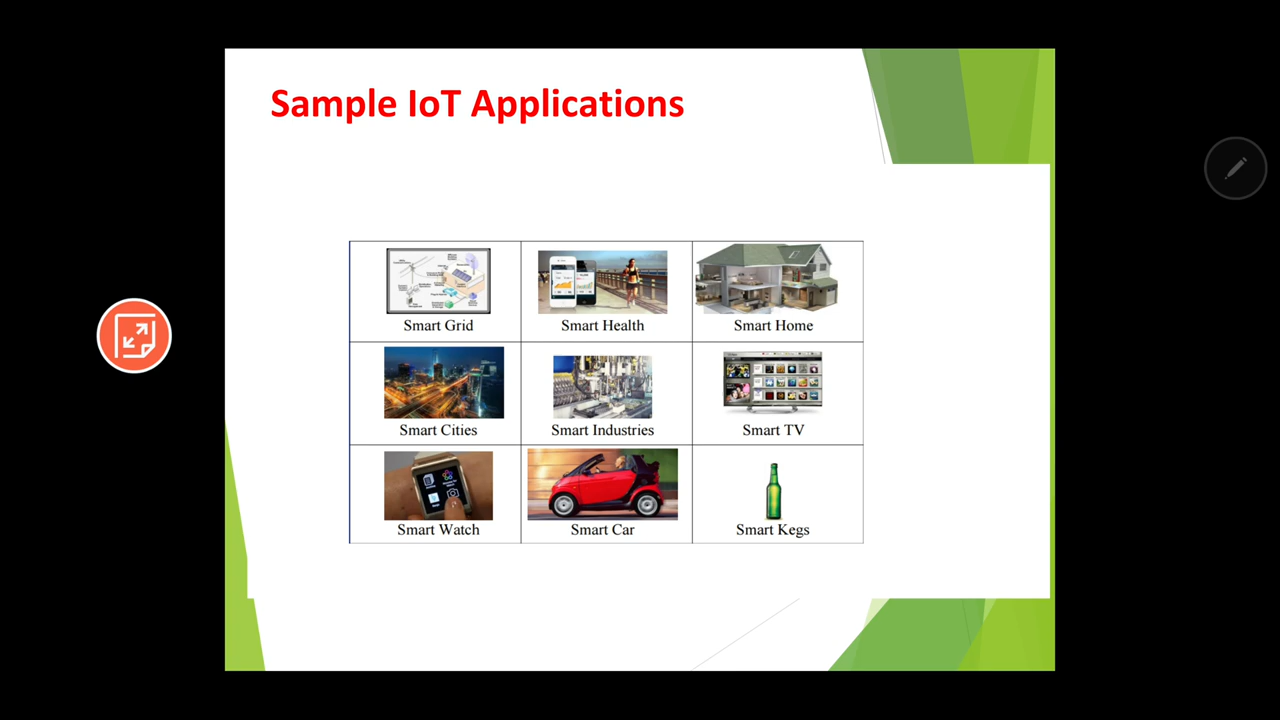 Sample IoT Applications
Smart Grid
Smart Health
Smart Home
Smart Cities
Smart Industries
Smart TV
Smart Watch
Smart Car
Smart Kegs